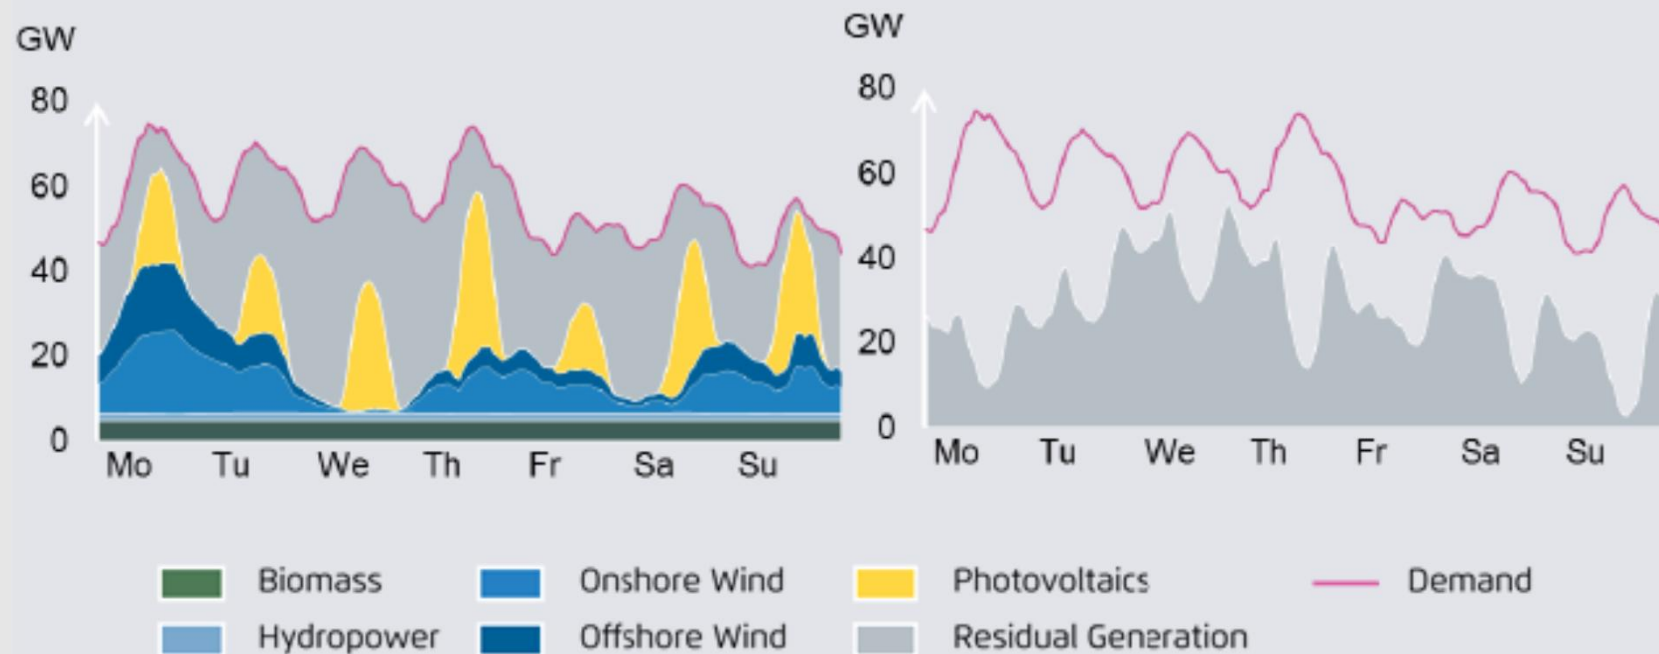 GW
80
60
40
20
0
Mo Tu We Th Fr Sa Su
GW
80
60
40
20
0
Mo Tu We Th Fr Sa Su
Biomass Onshore Wind Photovoltaics Demand
Hydropower Offshore Wind Residual Generation